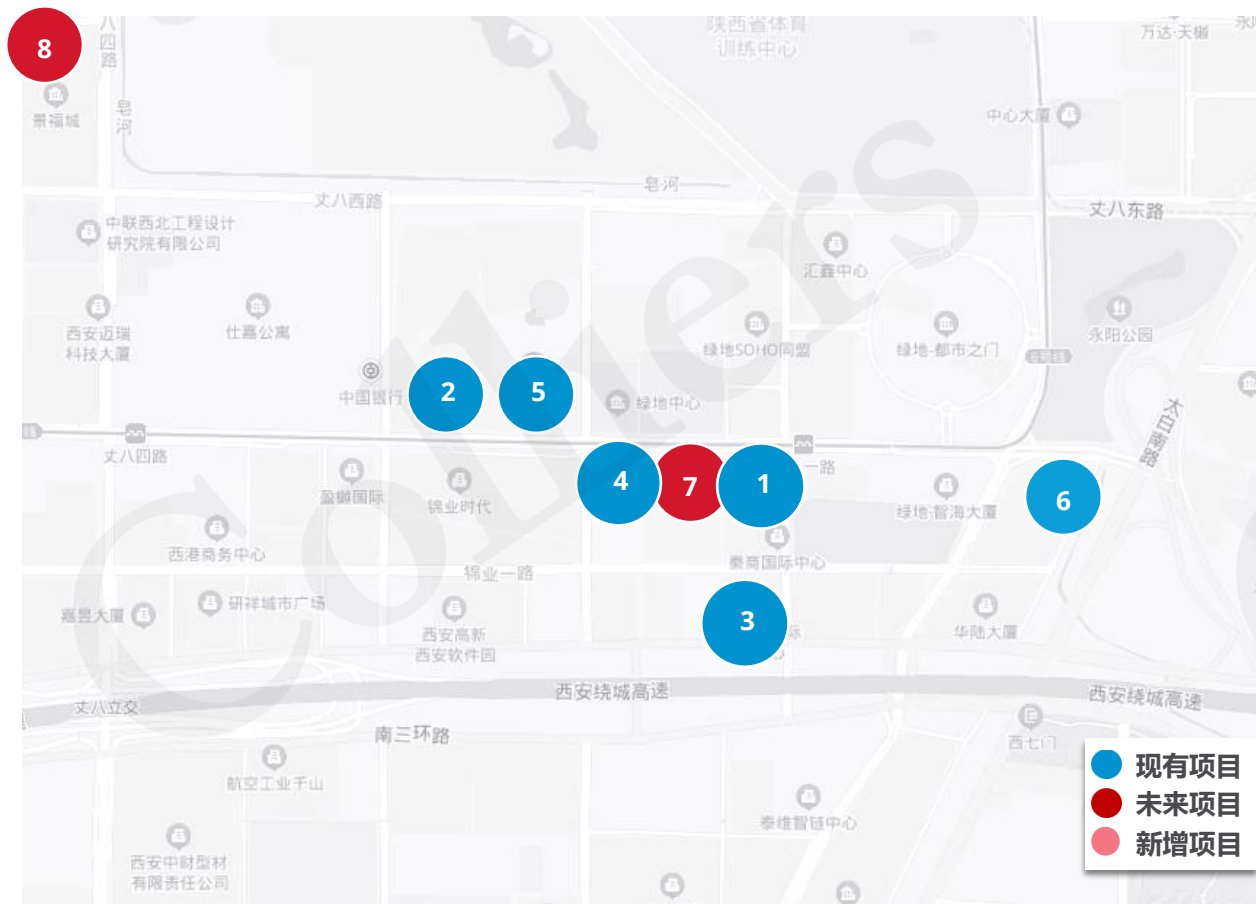 8
八
四
路
陕西省体育
训练中心
万达·天樾
景福城
皂
河
中心大厦
皂河
丈八西路
丈八东路
中联西北工程设计
研究院有限公司
汇鑫中心
西安迈瑞
科技大厦
仕嘉公寓
绿地SOHO同盟
绿地·都市之门
永阳公园
6号线
中国银行
2
5
绿地中心
太白南路
丈八四路
盈樾国际
锦业时代
4
7
1
一路
绿地·智海大厦
6
西港商务中心
秦商国际中心
锦业一路
嘉昱大厦
研祥城市广场
西安高新
西安软件园
3
际
华陆大厦
西安绕城高速
西安绕城高速
丈八立交
南三环路
西七门
航空工业千山
泰维智链中心
西安中财型材
有限责任公司
现有项目
未来项目
新增项目
Colliers